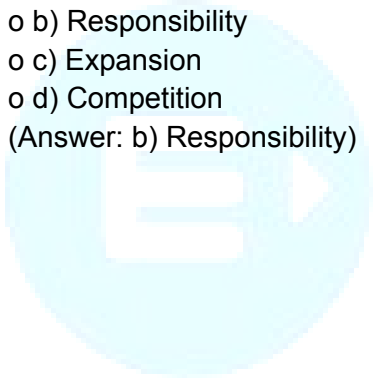 o b) Responsibility
o c) Expansion
o d) Competition
(Answer: b) Responsibility)